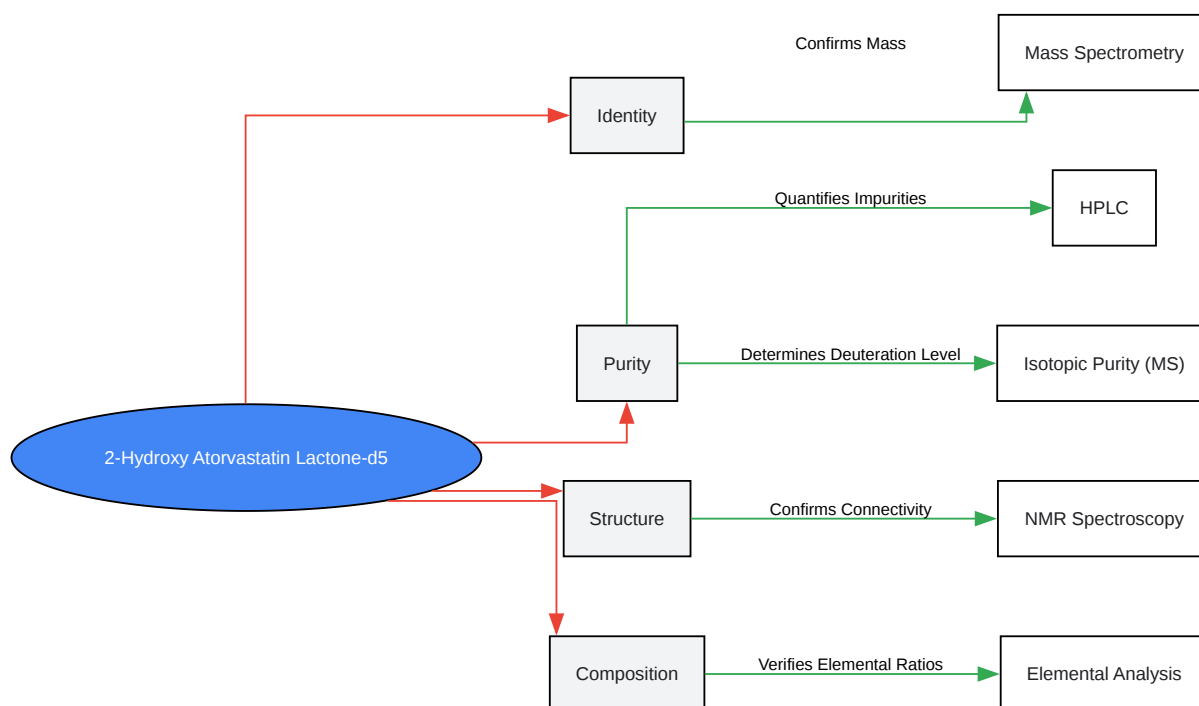 Confirms Mass
Mass Spectrometry
Identity
Quantifies Impurities
HPLC
Purity
Determines Deuteration Level
Isotopic Purity (MS)
2-Hydroxy Atorvastatin Lactone-d5
Structure
Confirms Connectivity
NMR Spectroscopy
Composition
Verifies Elemental Ratios
Elemental Analysis